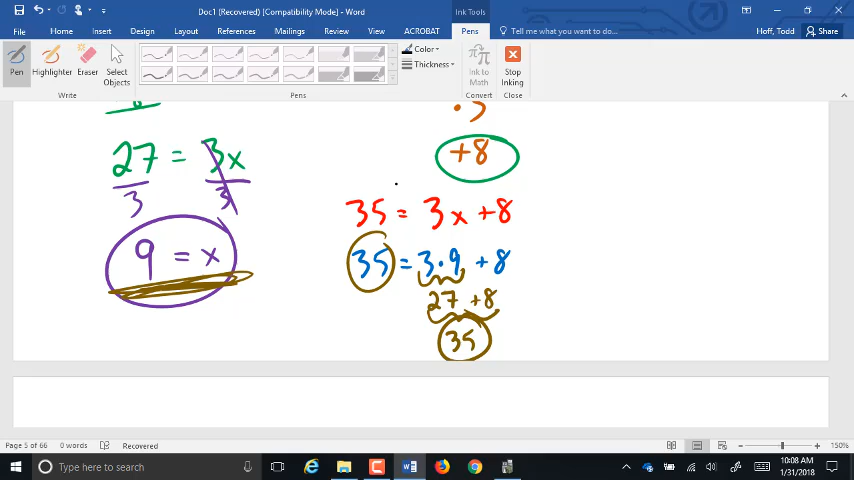 Doc1 (Recovered) [Compatibility Mode] - Word
Ink Tools
Hoff, Todd
File Home Insert Design Layout References Mailings Review View ACROBAT Pens Tell me what you want to do... Share
Pen Highlighter Eraser Select Objects
Color
Thickness
Ink to Math
Stop Inking
Write Pens Convert Close
+8
27 = 3x
3 3
9 = x
35 = 3x +8
35 = 3·9 +8
27 +8
35
Page 5 of 66 0 words Recovered 150%
Type here to search
10:08 AM
1/31/2018